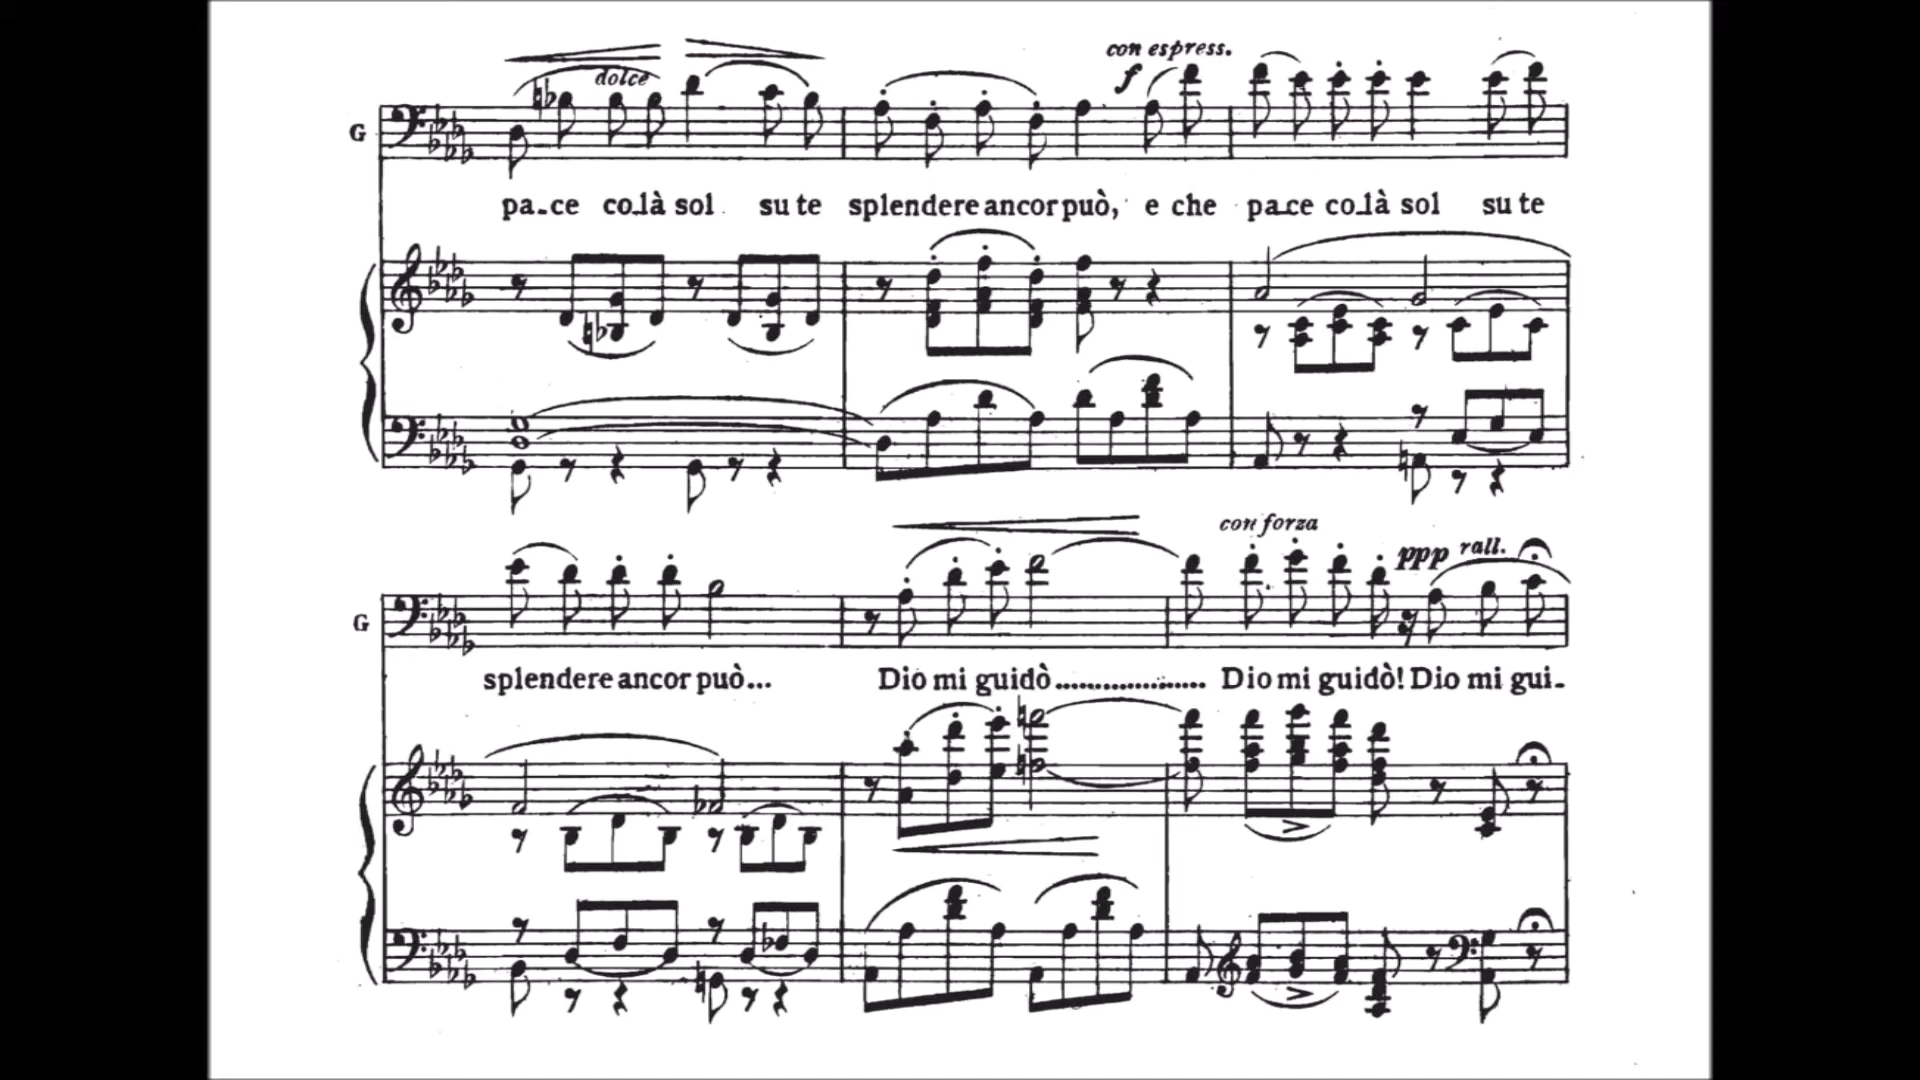 dolce
con espress.
f
G
pa-ce co-là sol su te splendere ancor può, e che pa-ce co-là sol su te
con forza
ppp rall.
G
splendere ancor può... Dio mi guidò.................. Dio mi guidò! Dio mi gui-